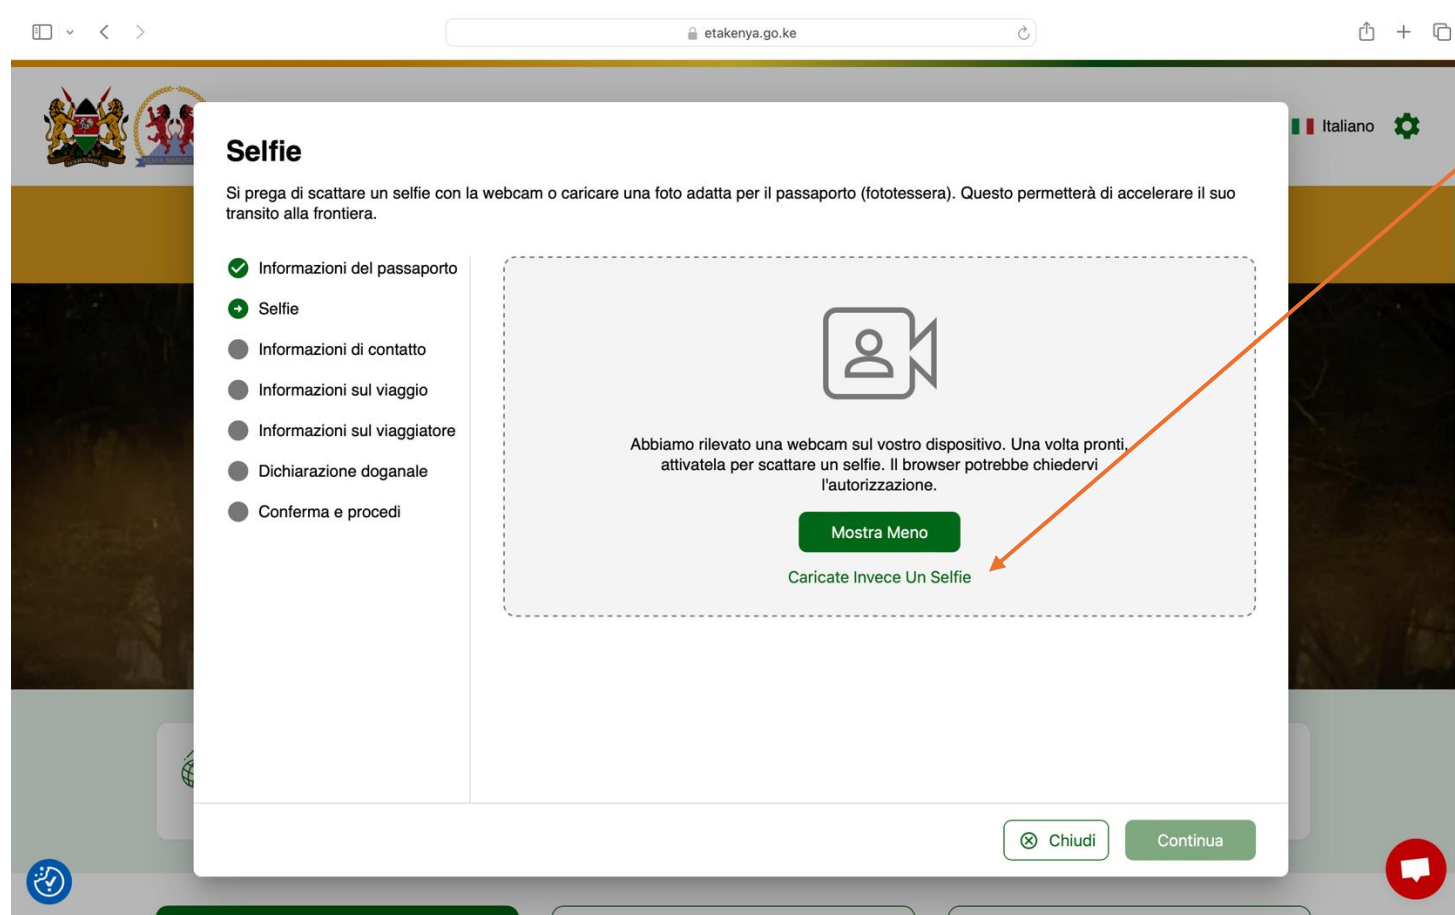 etakenya.go.ke
Italiano
Selfie
Si prega di scattare un selfie con la webcam o caricare una foto adatta per il passaporto (fototessera). Questo permetterà di accelerare il suo
transito alla frontiera.
Informazioni del passaporto
Selfie
Informazioni di contatto
Informazioni sul viaggio
Informazioni sul viaggiatore
Dichiarazione doganale
Conferma e procedi
Abbiamo rilevato una webcam sul vostro dispositivo. Una volta pronti,
attivatela per scattare un selfie. Il browser potrebbe chiedervi
l'autorizzazione.
Mostra Meno
Caricate Invece Un Selfie
Chiudi
Continua